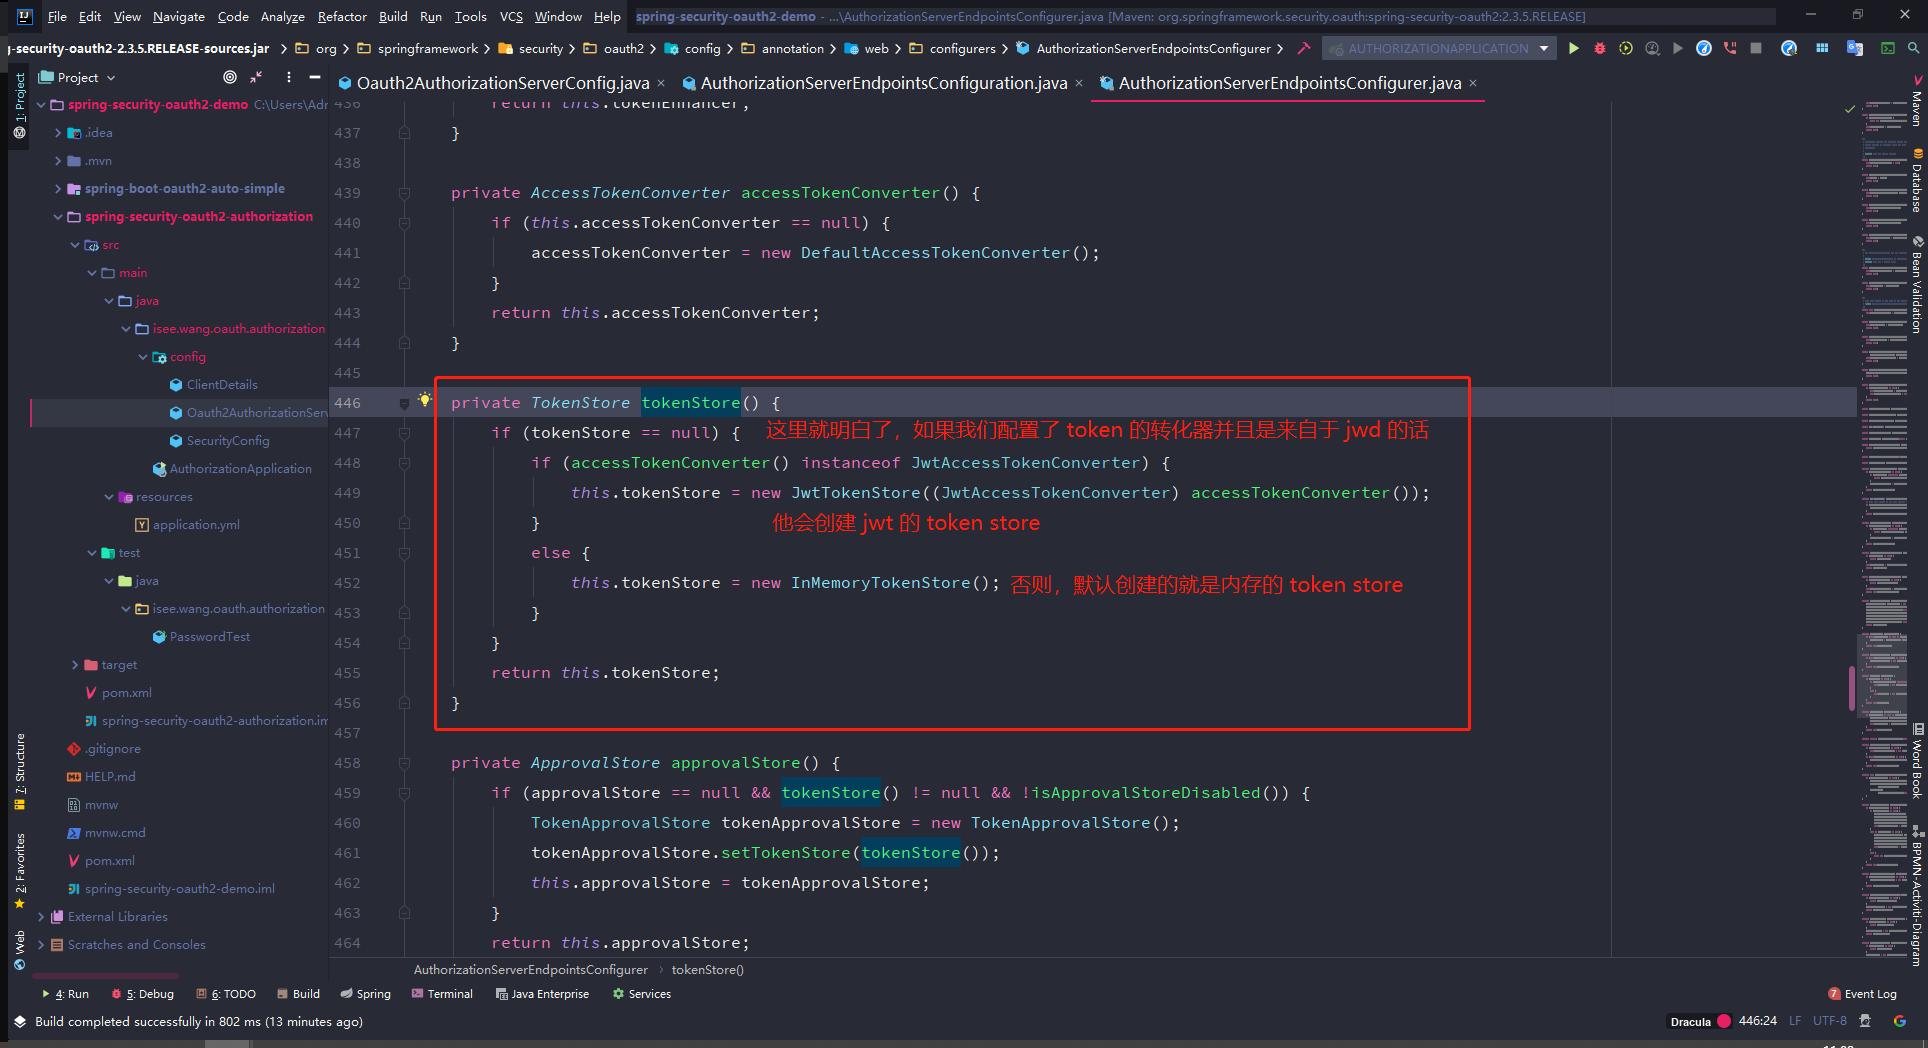 File Edit View Navigate Code Analyze Refactor Build Run Tools VCS Window Help spring-security-oauth2-demo - ...\AuthorizationServerEndpointsConfigurer.java [Maven: org.springframework.security.oauth:spring-security-oauth2:2.3.5.RELEASE]
g-security-oauth2-2.3.5.RELEASE-sources.jar org springframework security oauth2 config annotation web configurers AuthorizationServerEndpointsConfigurer AUTHORIZATIONAPPLICATION
Project
Oauth2AuthorizationServerConfig.java × AuthorizationServerEndpointsConfiguration.java × AuthorizationServerEndpointsConfigurer.java ×
1: Project
7: Structure
2: Favorites
Web
spring-security-oauth2-demo C:\Users\Adr
.idea
.mvn
spring-boot-oauth2-auto-simple
spring-security-oauth2-authorization
src
main
java
isee.wang.oauth.authorization
config
ClientDetails
Oauth2AuthorizationServ
SecurityConfig
AuthorizationApplication
resources
application.yml
test
java
isee.wang.oauth.authorization
PasswordTest
target
pom.xml
spring-security-oauth2-authorization.im
.gitignore
HELP.md
mvnw
mvnw.cmd
pom.xml
spring-security-oauth2-demo.iml
External Libraries
Scratches and Consoles
436 return this.tokenEnhancer;
437 }
438
439 private AccessTokenConverter accessTokenConverter() {
440 if (this.accessTokenConverter == null) {
441 accessTokenConverter = new DefaultAccessTokenConverter();
442 }
443 return this.accessTokenConverter;
444 }
445
446 private TokenStore tokenStore() {
447 if (tokenStore == null) { 这里就明白了，如果我们配置了 token 的转化器并且是来自于 jwd 的话
448 if (accessTokenConverter() instanceof JwtAccessTokenConverter) {
449 this.tokenStore = new JwtTokenStore((JwtAccessTokenConverter) accessTokenConverter());
450 } 他会创建 jwt 的 token store
451 else {
452 this.tokenStore = new InMemoryTokenStore(); 否则，默认创建的就是内存的 token store
453 }
454 }
455 return this.tokenStore;
456 }
457
458 private ApprovalStore approvalStore() {
459 if (approvalStore == null && tokenStore() != null && !isApprovalStoreDisabled()) {
460 TokenApprovalStore tokenApprovalStore = new TokenApprovalStore();
461 tokenApprovalStore.setTokenStore(tokenStore());
462 this.approvalStore = tokenApprovalStore;
463 }
464 return this.approvalStore;
Maven
Database
Bean Validation
Word Book
BPMN-Activiti-Diagram
AuthorizationServerEndpointsConfigurer › tokenStore()
4: Run 5: Debug 6: TODO Build Spring Terminal Java Enterprise Services 7 Event Log
Build completed successfully in 802 ms (13 minutes ago) Dracula 446:24 LF UTF-8